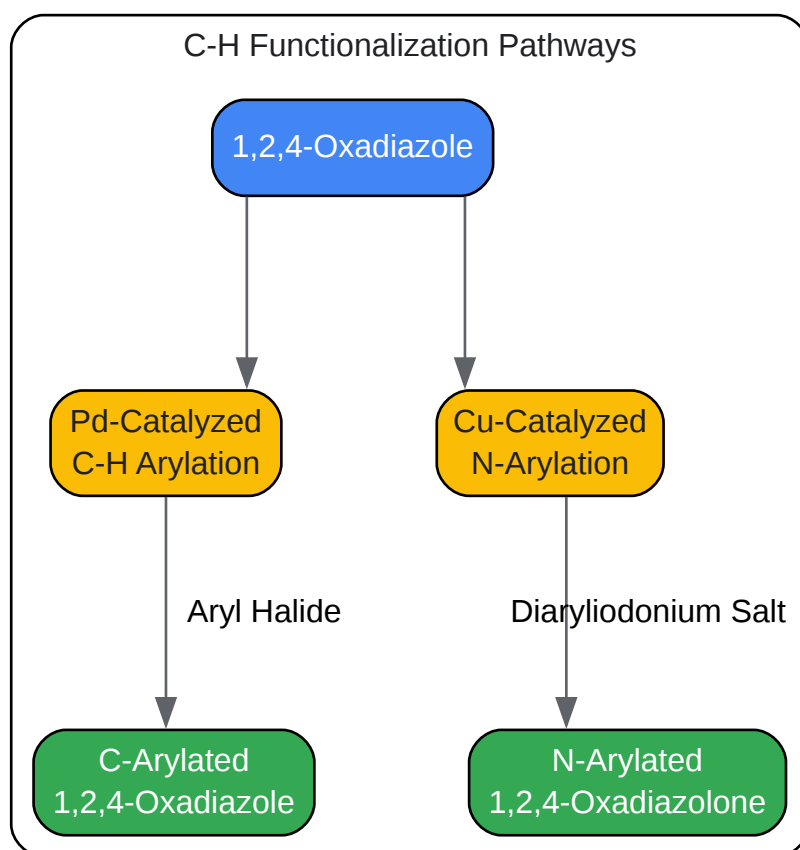 C-H Functionalization Pathways
1,2,4-Oxadiazole
Pd-Catalyzed
C-H Arylation
Cu-Catalyzed
N-Arylation
Aryl Halide
Diaryliodonium Salt
C-Arylated
1,2,4-Oxadiazole
N-Arylated
1,2,4-Oxadiazolone